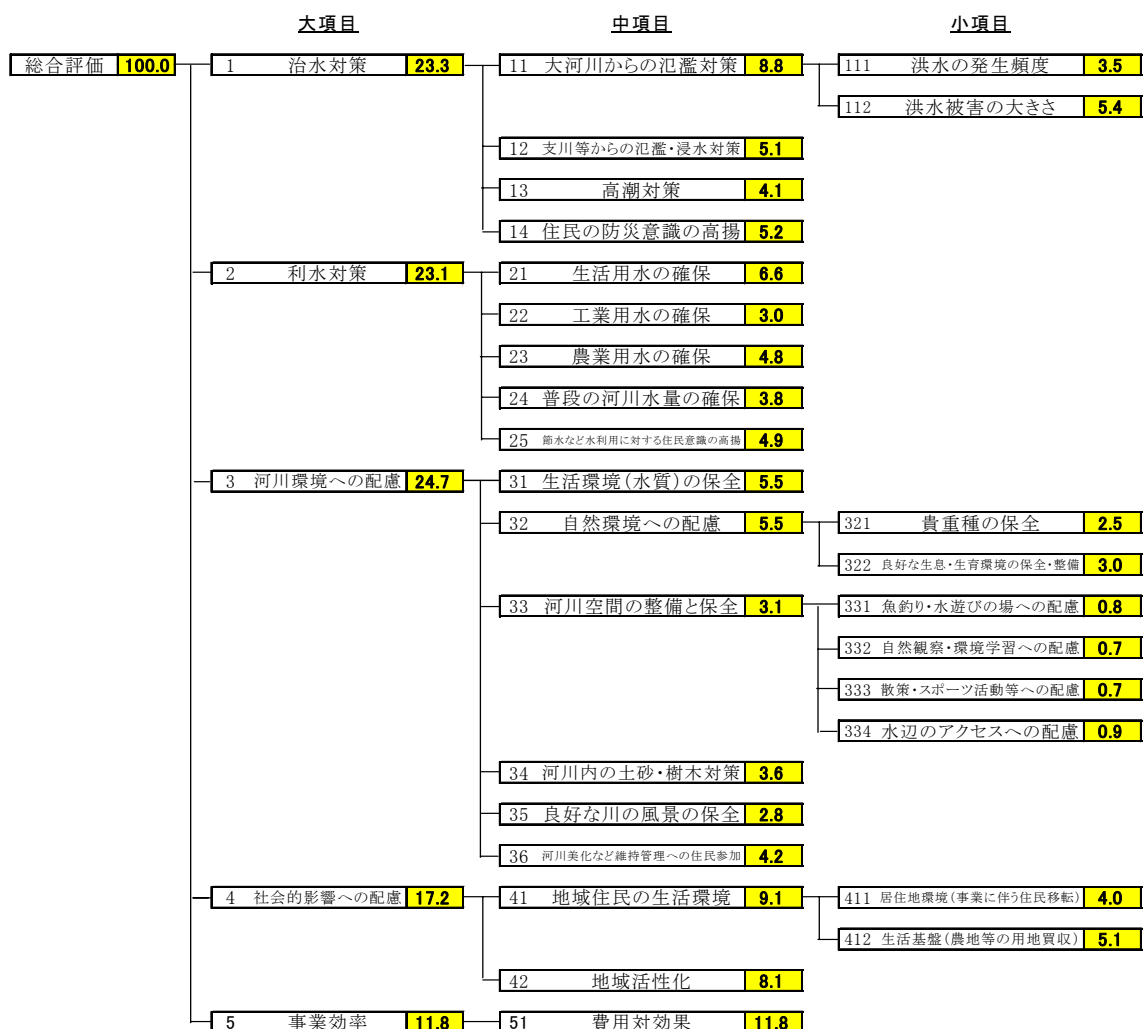 大項目 中項目 小項目
総合評価 100.0 1 治水対策 23.3 11 大河川からの氾濫対策 8.8 111 洪水の発生頻度 3.5
112 洪水被害の大きさ 5.4
12 支川等からの氾濫・浸水対策 5.1
13 高潮対策 4.1
14 住民の防災意識の高揚 5.2
2 利水対策 23.1 21 生活用水の確保 6.6
22 工業用水の確保 3.0
23 農業用水の確保 4.8
24 普段の河川水量の確保 3.8
25 節水など水利用に対する住民意識の高揚 4.9
3 河川環境への配慮 24.7 31 生活環境(水質)の保全 5.5
32 自然環境への配慮 5.5 321 貴重種の保全 2.5
322 良好な生息・生育環境の保全・整備 3.0
33 河川空間の整備と保全 3.1 331 魚釣り・水遊びの場への配慮 0.8
332 自然観察・環境学習への配慮 0.7
333 散策・スポーツ活動等への配慮 0.7
334 水辺のアクセスへの配慮 0.9
34 河川内の土砂・樹木対策 3.6
35 良好な川の風景の保全 2.8
36 河川美化など維持管理への住民参加 4.2
4 社会的影響への配慮 17.2 41 地域住民の生活環境 9.1 411 居住地環境(事業に伴う住民移転) 4.0
412 生活基盤(農地等の用地買収) 5.1
42 地域活性化 8.1
5 事業効率 11.8 51 費用対効果 11.8